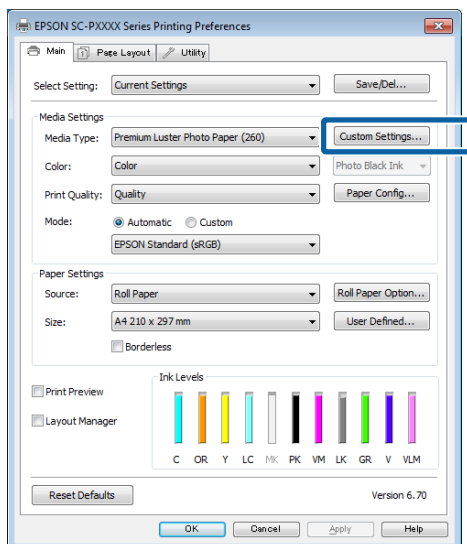 EPSON SC-PXXXX Series Printing Preferences
Main Page Layout Utility
Select Setting: Current Settings Save/Del...
Media Settings
Media Type: Premium Luster Photo Paper (260) Custom Settings...
Color: Color Photo Black Ink
Print Quality: Quality Paper Config...
Mode: Automatic Custom
EPSON Standard (sRGB)
Paper Settings
Source: Roll Paper Roll Paper Option...
Size: A4 210 x 297 mm User Defined...
Borderless
Ink Levels
Print Preview
Layout Manager
C OR Y LC MK PK VM LK GR V VLM
Reset Defaults Version 6.70
OK Cancel Apply Help